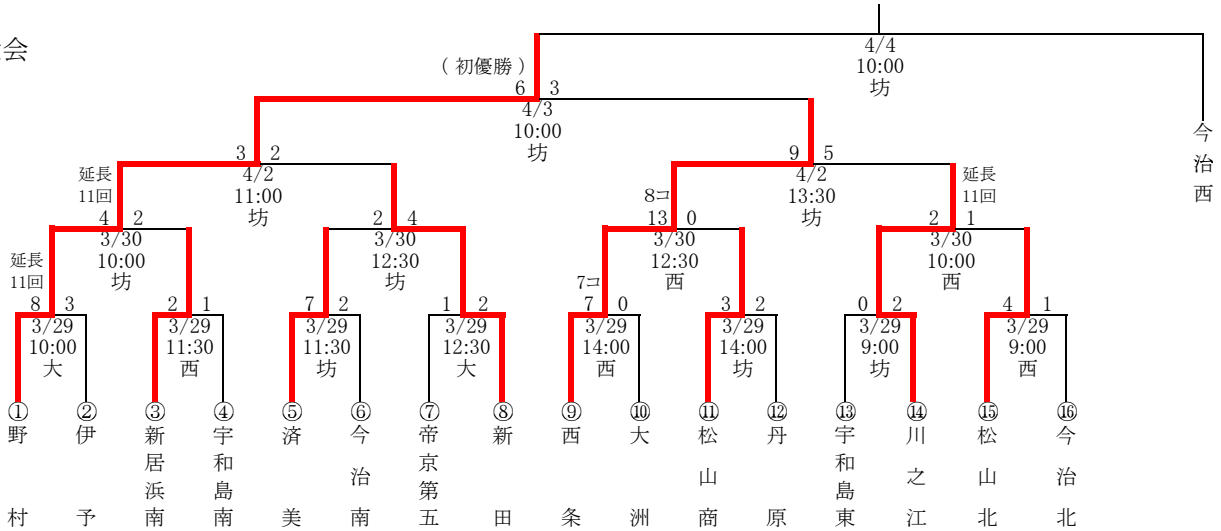 会
4/4
10:00
坊
( 初優勝 )
6 3
4/3
10:00
坊
今治西
3 2
4/2
11:00
坊
9 5
4/2
13:30
坊
延長
11回
4 2
3/30
10:00
坊
2 4
3/30
12:30
坊
8コ
13 0
3/30
12:30
西
延長
11回
2 1
3/30
10:00
西
延長
11回
8 3
3/29
10:00
大
2 1
3/29
11:30
西
7 2
3/29
11:30
坊
1 2
3/29
12:30
大
7コ
7 0
3/29
14:00
西
3 2
3/29
14:00
坊
0 2
3/29
9:00
坊
4 1
3/29
9:00
西
①野村
②伊予
③新居浜南
④宇和島南
⑤済美
⑥今治南
⑦帝京第五
⑧新田
⑨西条
⑩大洲
⑪松山商
⑫丹原
⑬宇和島東
⑭川之江
⑮松山北
⑯今治北